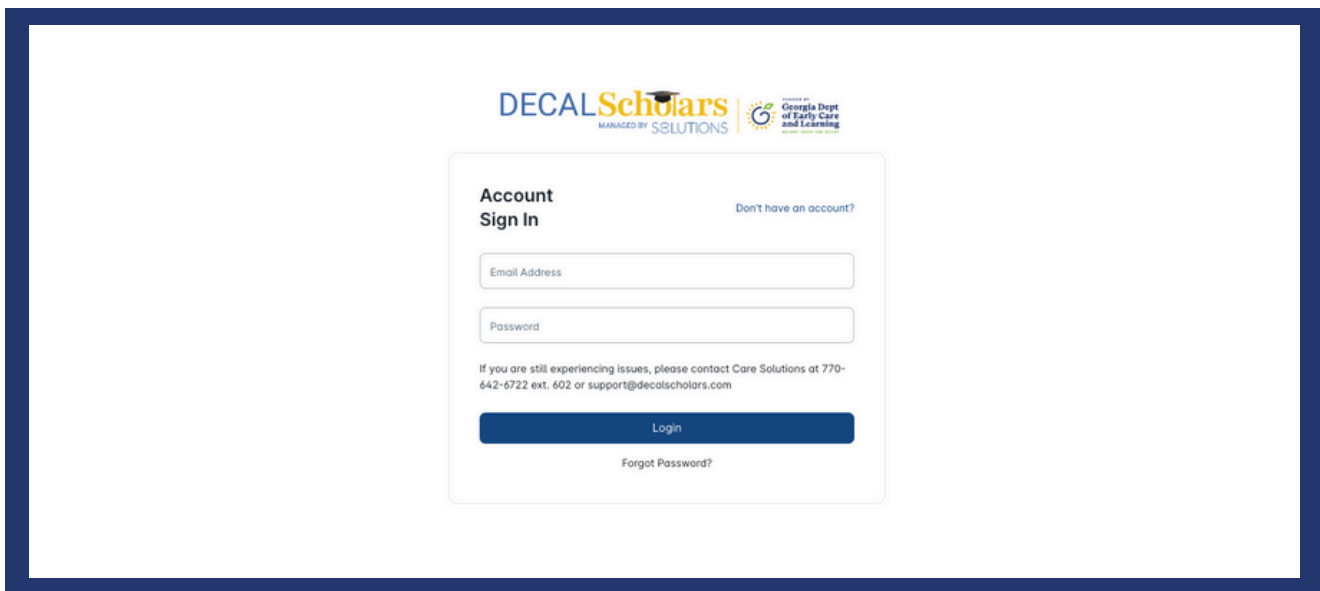 DECALScholars
MANAGED BY SOLUTIONS
Georgia Dept
of Early Care
and Learning
Account
Sign In
Don't have an account?
Email Address
Password
If you are still experiencing issues, please contact Care Solutions at 770-
642-6722 ext. 602 or support@decalscholars.com
Login
Forgot Password?